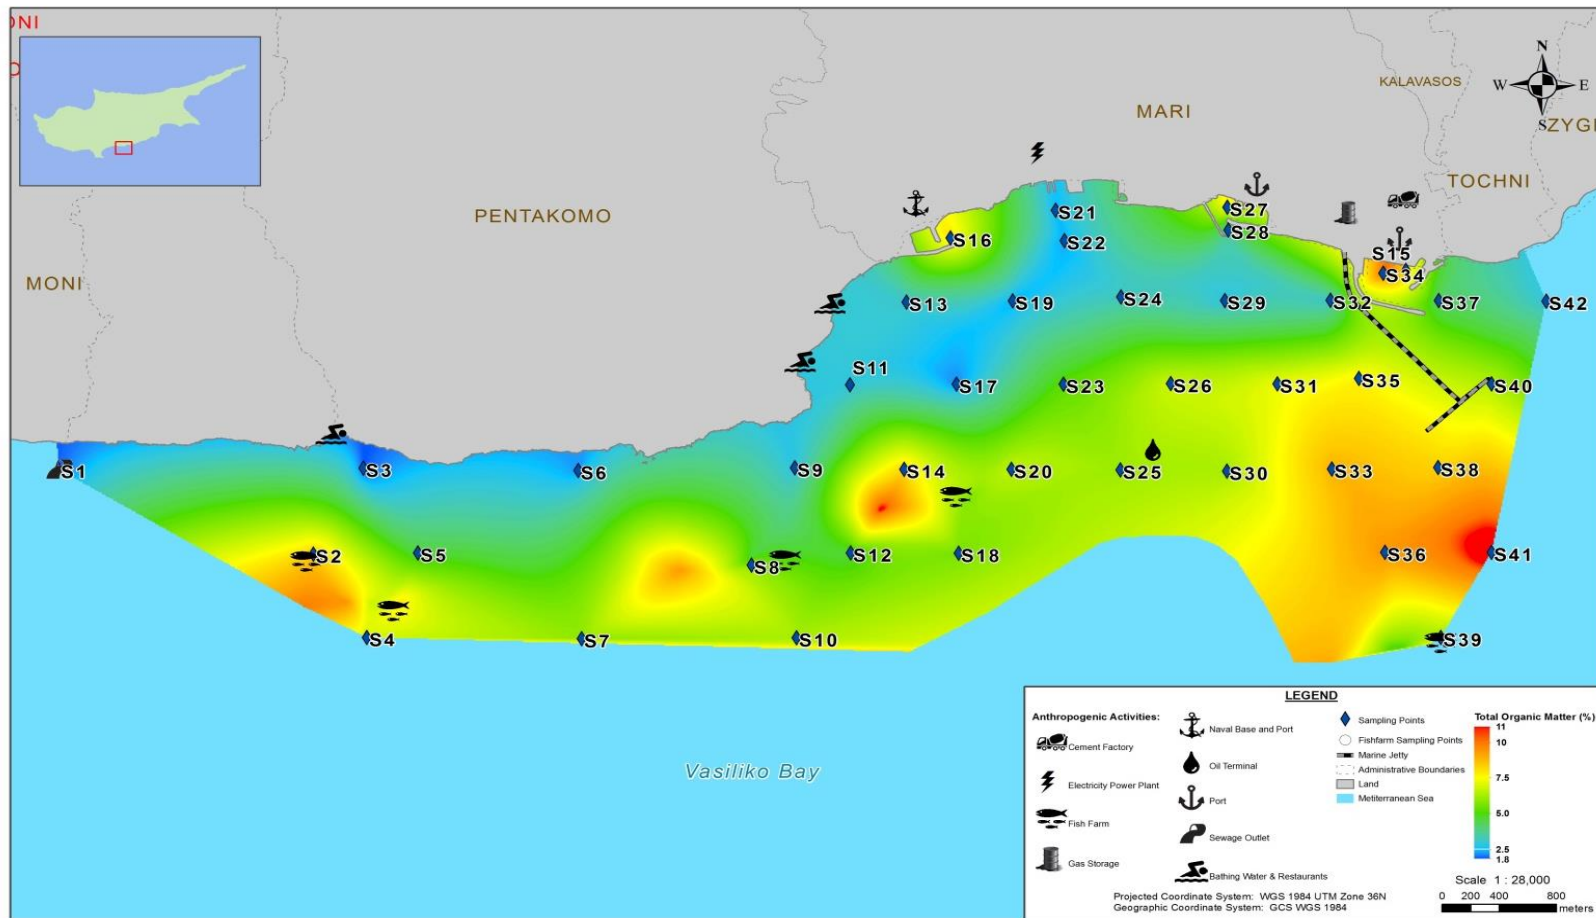 ONI
N
KALAVASOS
MARI
W
E
S
ZYGI
TOCHNI
PENTAKOMO
MONI
S21
S27
S16
S22
S28
S15
S34
S13
S19
S24
S29
S32
S37
S42
S11
S17
S23
S26
S31
S35
S40
S1
S3
S6
S9
S14
S20
S25
S30
S33
S38
S2
S5
S8
S12
S18
S36
S41
S4
S7
S10
S39
Vasiliko Bay
LEGEND
Anthropogenic Activities:
Cement Factory
Electricity Power Plant
Fish Farm
Gas Storage
Naval Base and Port
Oil Terminal
Port
Sewage Outlet
Bathing Water & Restaurants
Sampling Points
Fishfarm Sampling Points
Marine Jetty
Administrative Boundaries
Land
Metiterranean Sea
Total Organic Matter (%)
11
10
7.5
5.0
2.5
1.8
Scale 1 : 28,000
0 200 400 800
meters
Projected Coordinate System: WGS 1984 UTM Zone 36N
Geographic Coordinate System: GCS WGS 1984